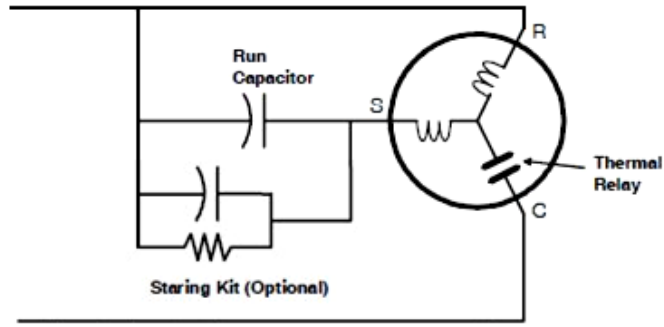 R
Run
Capacitor
S
Thermal
Relay
C
Staring Kit (Optional)